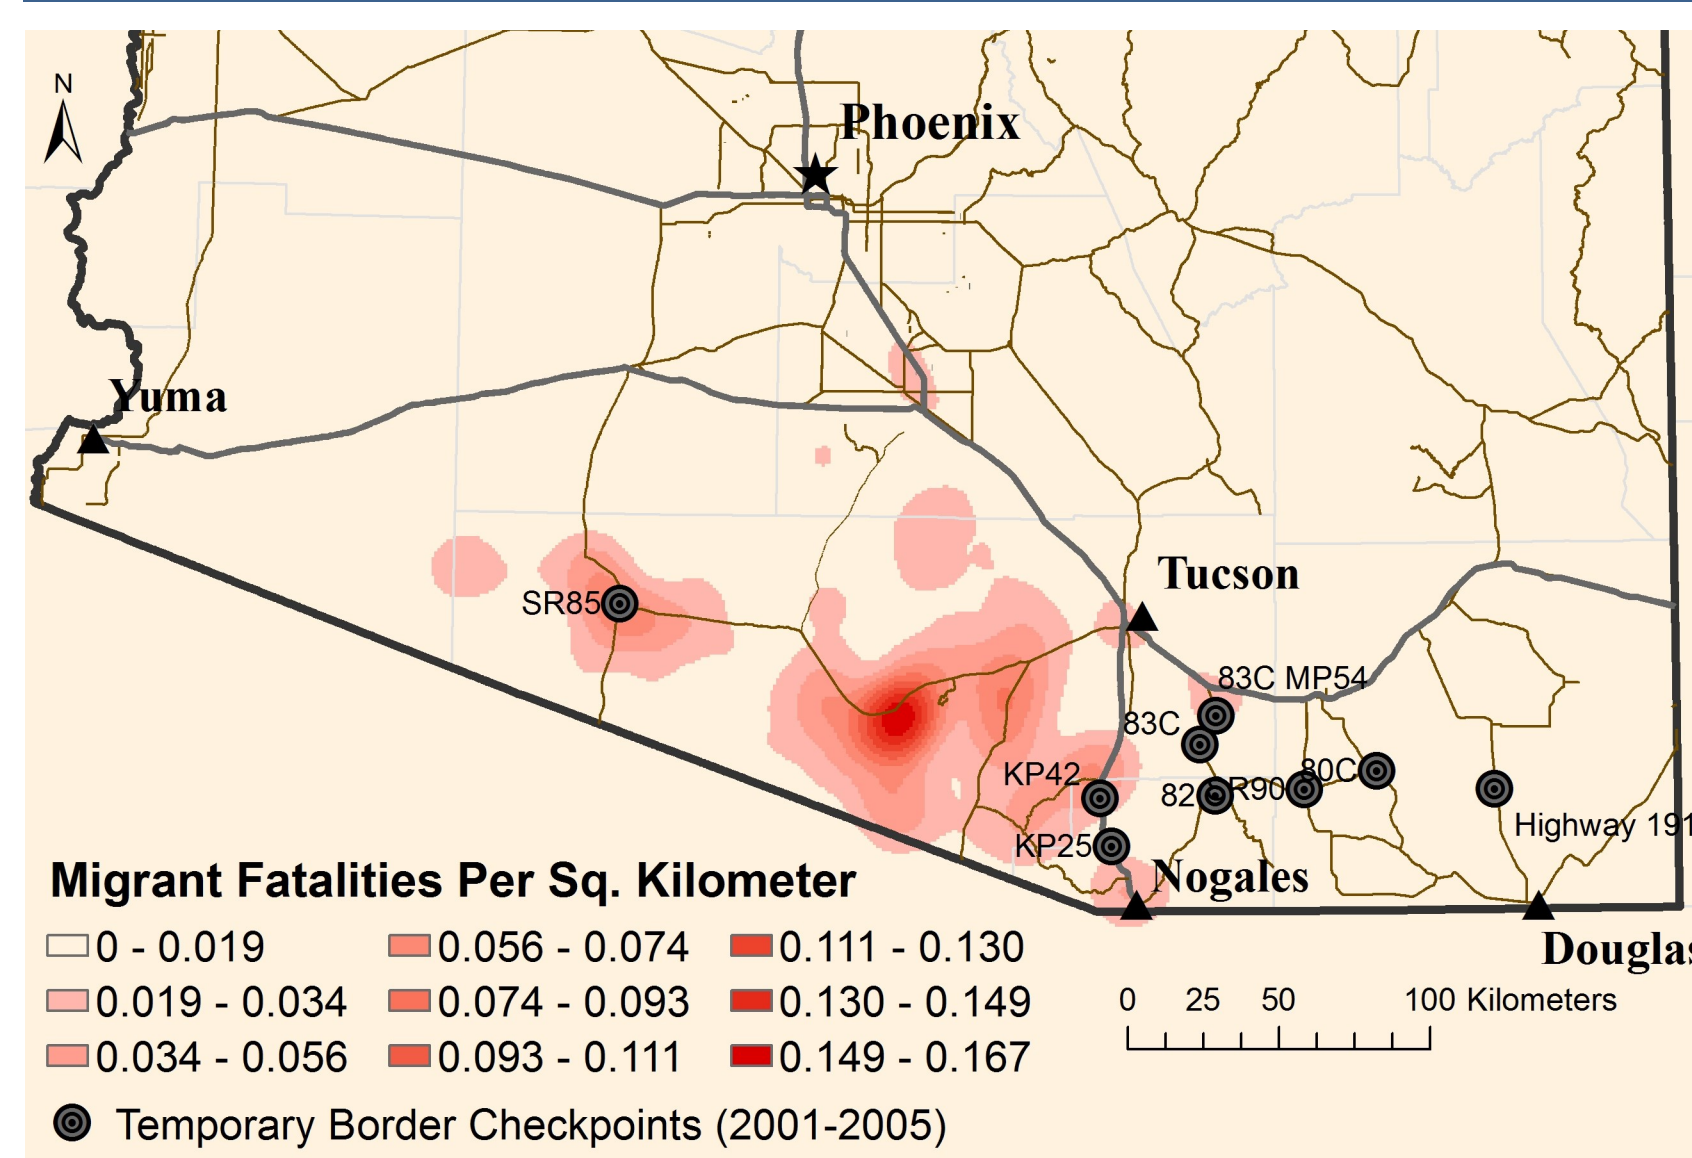 N
Phoenix
Yuma
Tucson
SR85
83C MP54
83C
KP42
82
R90
80C
Highway 191
KP25
Nogales
Douglas
Migrant Fatalities Per Sq. Kilometer
0 - 0.019
0.056 - 0.074
0.111 - 0.130
0.019 - 0.034
0.074 - 0.093
0.130 - 0.149
0.034 - 0.056
0.093 - 0.111
0.149 - 0.167
0 25 50 100 Kilometers
Temporary Border Checkpoints (2001-2005)